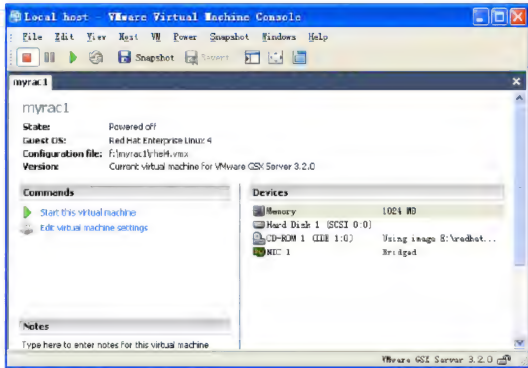 Local host - VMware Virtual Machine Console
File Edit View Host VM Power Snapshot Windows Help
Snapshot Revert
myrac1
myrac1
State: Powered off
Guest OS: Red Hat Enterprise Linux 4
Configuration file: f:\myrac1\rhel4.vmx
Version: Current virtual machine for VMware GSX Server 3.2.0
Commands
Start this virtual machine
Edit virtual machine settings
Devices
Memory 1024 MB
Hard Disk 1 (SCSI 0:0)
CD-ROM 1 (IDE 1:0) Using image E:\redhat...
NIC 1 Bridged
Notes
Type here to enter notes for this virtual machine
VMware GSX Server 3.2.0